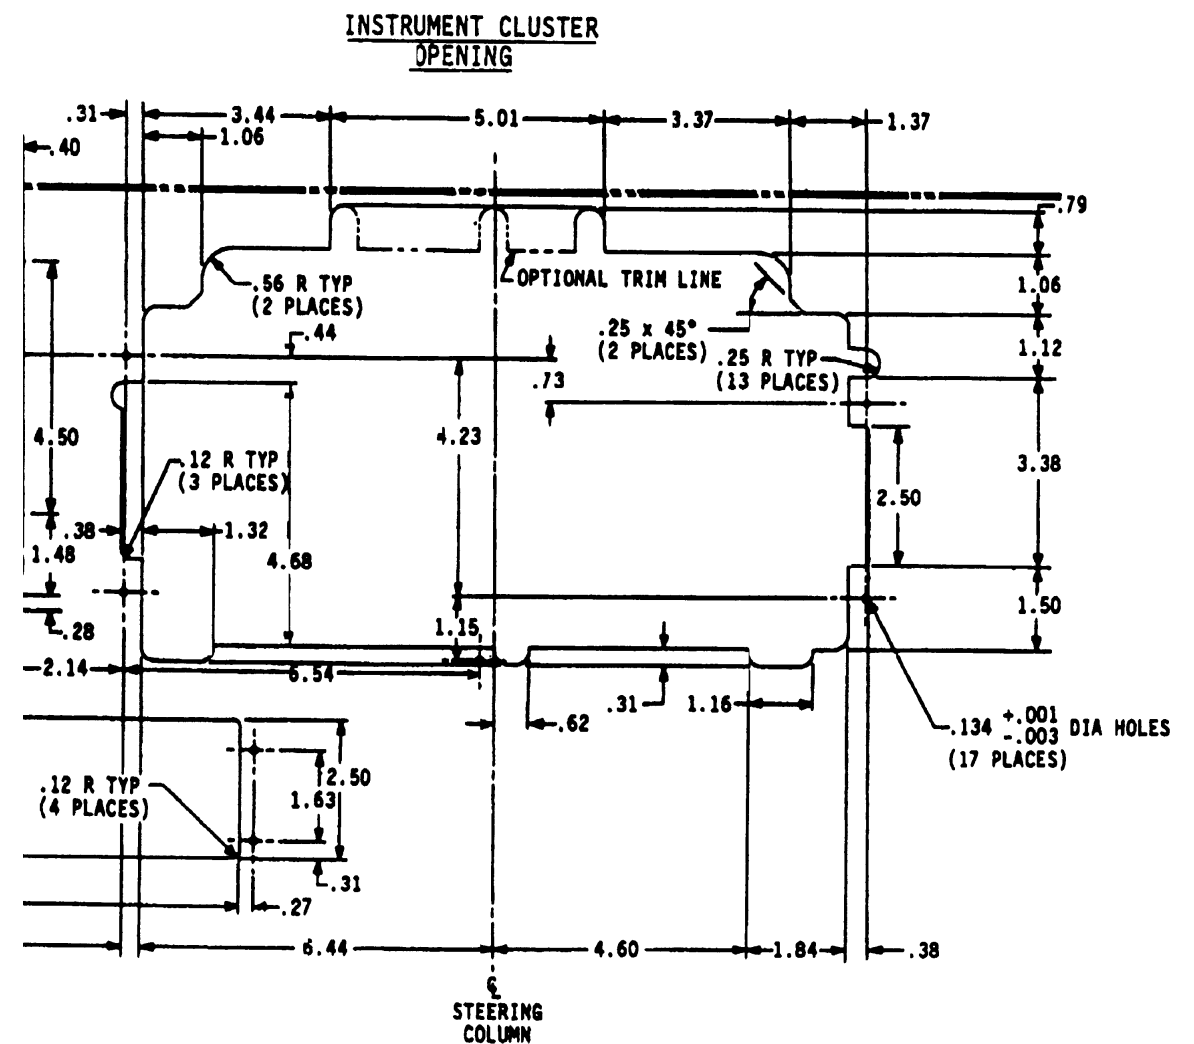 INSTRUMENT CLUSTER
OPENING
.31
3.44
5.01
3.37
1.37
1.06
.40
.79
.56 R TYP
(2 PLACES)
OPTIONAL TRIM LINE
1.06
.44
.25 x 45°
(2 PLACES)
.25 R TYP
(13 PLACES)
1.12
.73
4.50
4.23
.12 R TYP
(3 PLACES)
3.38
2.50
.38
1.32
1.48
4.68
1.50
.28
1.15
2.14
6.54
.31
1.16
.62
.134 +.001 -.003 DIA HOLES
(17 PLACES)
.12 R TYP
(4 PLACES)
2.50
1.63
.31
.27
6.44
4.60
1.84
.38
℄
STEERING
COLUMN